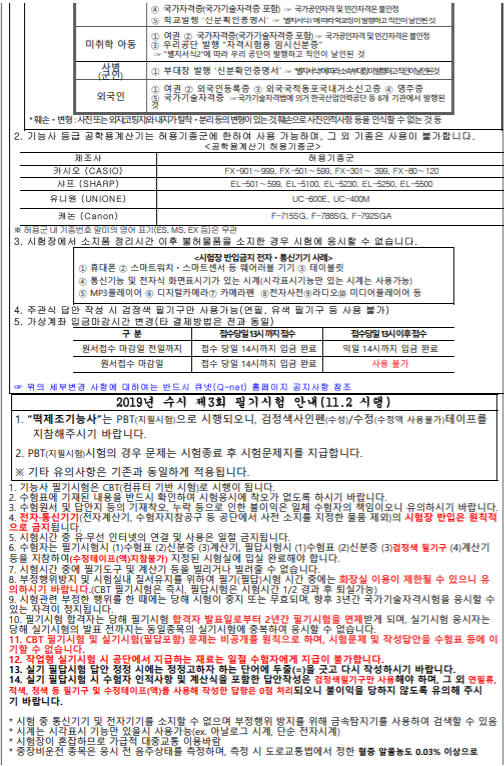 ④ 국가자격증(국가자격증 포함) ☞ 국가공인자격 및 민간자격은 불인정
⑤ 학교발행 '신분확인증명서' ☞ "별지서식"에 따라 학교장이 발행하고 직인이 날인된 것
미취학 아동
① 여권 ② 국가자격증(국가기술자격증 포함)☞ 국가공인자격 및 민간자격은 불인정
③ 우리공단 발행 "자격시험용 임시신분증"
☞ "별지서식2"에 따라 우리 공단이 발행하고 직인이 날인된 것
사병
(군인)
① 부대장 발행 '신분확인증명서' ☞ "별지서식"에 따라 소속부대장이 발행하고 직인이 날인된 것
외국인
① 여권 ② 외국인등록증 ③ 외국국적동포국내거소신고증 ④ 영주증
⑤ 국가기술자격증 ☞국가기술자격법에 의거 한국산업인력공단 등 8개 기관에서 발행된 것
* 훼손・변형 : 사진 또는 외지(코팅지)와 내지가 탈착・분리 등의 변형이 있는 것, 훼손으로 사진・인적사항 등을 인식할 수 없는 것 등
2. 기능사 등급 공학용계산기는 허용기종군에 한하여 사용 가능하며, 그 외 기종은 사용이 불가합니다.
<공학용계산기 허용기종군>
제조사 허용기종군
카시오 (CASIO) FX-901~999, FX-501~599, FX-301~ 399, FX-80~120
샤프 (SHARP) EL-501~599, EL-5100, EL-5230, EL-5250, EL-5500
유니원 (UNIONE) UC-600E, UC-400M
캐논 (Canon) F-715SG, F-788SG, F-792SGA
※ 허용군 내 기종번호 말미의 영어 표기(ES, MS, EX 등)은 무관
3. 시험장에서 소지품 정리시간 이후 불허물품을 소지한 경우 시험에 응시할 수 없습니다.
<시험장 반입금지 전자・통신기기 사례>
① 휴대폰 ② 스마트워치・스마트센서 등 웨어러블 기기 ③ 테이블릿
④ 통신기능 및 전자식 화면표시기가 있는 시계(시각표시기능만 있는 시계는 사용가능)
⑤ MP3플레이어 ⑥ 디지털카메라⑦ 카메라펜 ⑧전자사전⑨라디오⑩ 미디어플레이어 등
4. 주관식 답안 작성 시 검정색 필기구만 사용가능(연필, 유색 필기구 등 사용 불가)
5. 가상계좌 입금마감시간 변경(타 결제방법은 전과 동일)
구 분 접수당일 13시 까지 접수 접수당일 13시 이후 접수
원서접수 마감일 전일까지 접수 당일 14시까지 입금 완료 익일 14시까지 입금 완료
원서접수 마감일 접수 당일 14시까지 입금 완료 사용 불가
☞ 위의 세부변경 사항에 대하여는 반드시 큐넷(Q-net) 홈페이지 공지사항 참조
2019년 수시 제3회 필기시험 안내(11.2 시행)
1. "떡제조기능사"는 PBT(지필시험)으로 시행되오니, 검정색사인펜(수성)/수정(수정액 사용불가)테이프를
지참해주시기 바랍니다.
2. PBT(지필시험)시험의 경우 문제는 시험종료 후 시험문제지를 지급합니다.
※ 기타 유의사항은 기존과 동일하게 적용됩니다.
1. 기능사 필기시험은 CBT(컴퓨터 기반 시험)로 시행이 됩니다.
2. 수험표에 기재된 내용을 반드시 확인하여 시험응시에 착오가 없도록 하시기 바랍니다.
3. 수험원서 및 답안지 등의 기재착오, 누락 등으로 인한 불이익은 일체 수험자의 책임이오니 유의하시기 바랍니다.
4. 전자・통신기기(전자계산기, 수험자지참공구 등 공단에서 사전 소지를 지정한 물품 제외)의 시험장 반입은 원칙적
으로 금지됩니다.
5. 시험시간 중 유・무선 인터넷의 연결 및 사용은 일절 금지됩니다.
6. 수험자는 필기시험시 (1)수험표 (2)신분증 (3)계산기, 필답시험시 (1)수험표 (2)신분증 (3)검정색 필기구 (4)계산기
등을 지참하여(수정테이프(액)지참불가) 지정된 시험실에 입실 완료해야 합니다.
7. 시험시간 중에 필기도구 및 계산기 등을 빌리거나 빌려줄 수 없습니다.
8. 부정행위방지 및 시험실내 질서유지를 위하여 필기(필답)시험 시간 중에는 화장실 이용이 제한될 수 있으니 유
의하시기 바랍니다.(CBT 필기시험은 즉시, 필답시험은 시험시간 1/2 경과 후 퇴실가능)
9. 시험관련 부정한 행위를 한 때에는 당해 시험이 중지 또는 무효되며, 향후 3년간 국가기술자격시험을 응시할 수
있는 자격이 정지됩니다.
10. 필기시험 합격자는 당해 필기시험 합격자 발표일로부터 2년간 필기시험을 면제받게 되며, 실기시험 응시자는
당해 실기시험의 발표 전까지는 동일종목의 실기시험에 중복하여 응시할 수 없습니다.
11. CBT 필기시험 및 실기시험(필답포함) 문제는 비공개를 원칙으로 하며, 시험문제 및 작성답안을 수험표 등에 이
기할 수 없습니다.
12. 작업형 실기시험 시 공단에서 지급하는 재료는 일절 수험자에게 지급이 불가합니다.
13. 실기 필답시험 답안 정정 시에는 정정하고자 하는 단어에 두줄(=)을 긋고 다시 작성하시기 바랍니다.
14. 실기 필답시험 시 수험자 인적사항 및 계산식을 포함한 답안작성은 검정색필기구만 사용해야 하며, 그 외 연필류,
적색, 청색 등 필기구 및 수정테이프(액)를 사용해 작성한 답항은 0점 처리되오니 불이익을 당하지 않도록 유의해 주시
기 바랍니다.
* 시험 중 통신기기 및 전자기기를 소지할 수 없으며 부정행위 방지를 위해 금속탐지기를 사용하여 검색할 수 있음
* 시계는 시각표시 기능만 있을시 사용가능(ex. 아날로그 시계, 단순 전자시계)
* 시험장이 혼잡하므로 가급적 대중교통 이용바람
* 중장비운전 종목은 응시 전 음주상태를 측정하며, 측정 시 도로교통법에서 정한 혈중 알콜농도 0.03% 이상으로